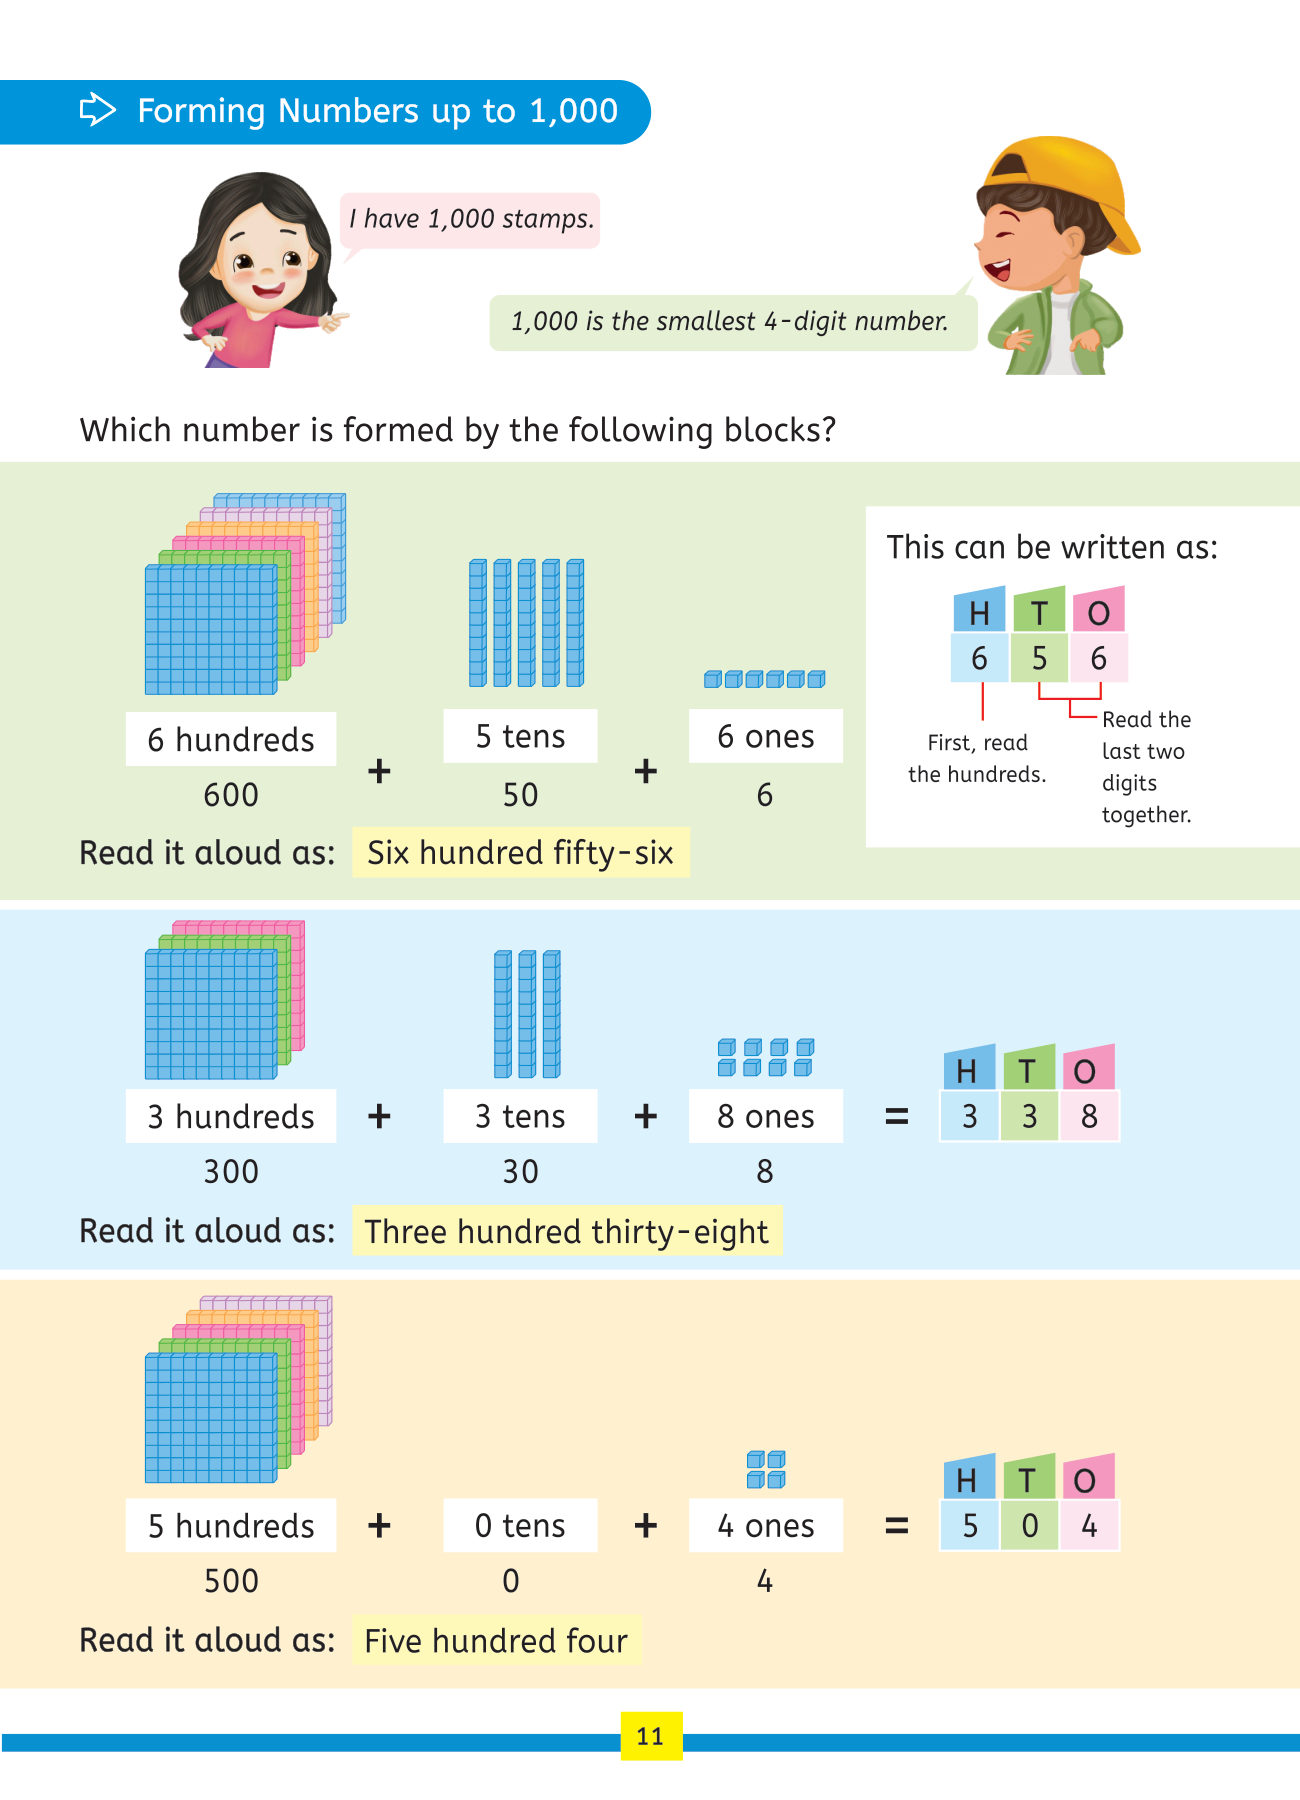 Forming Numbers up to 1,000
I have 1,000 stamps.
1,000 is the smallest 4-digit number.
Which number is formed by the following blocks?
6 hundreds + 5 tens + 6 ones
600 50 6
Read it aloud as: Six hundred fifty-six
This can be written as:
H T O
6 5 6
First, read
the hundreds.
Read the
last two
digits
together.
3 hundreds + 3 tens + 8 ones =
300 30 8
H T O
3 3 8
Read it aloud as: Three hundred thirty-eight
5 hundreds + 0 tens + 4 ones =
500 0 4
H T O
5 0 4
Read it aloud as: Five hundred four
11